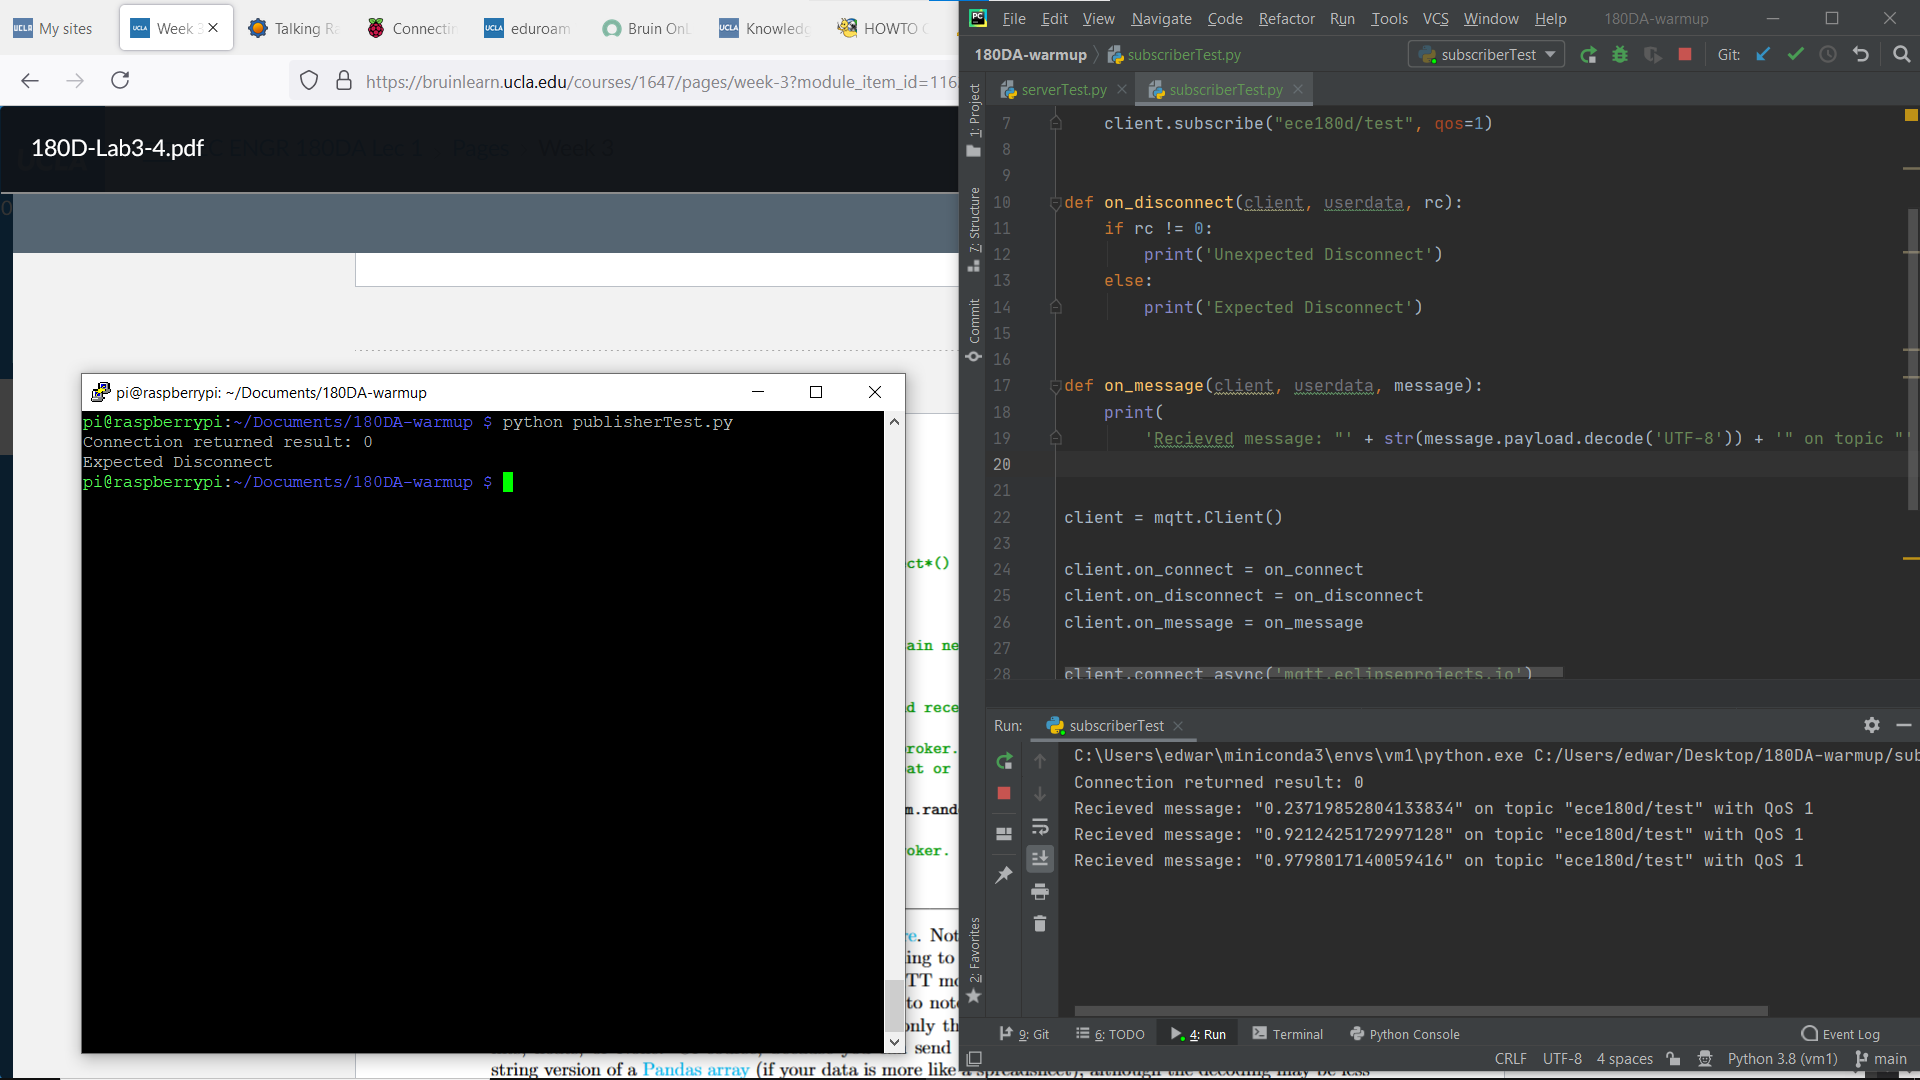 My sites
Week 3
Talking Ra
Connectin
eduroam
Bruin OnL
Knowledg
HOWTO
https://bruinlearn.ucla.edu/courses/1647/pages/week-3?module_item_id=116
180D-Lab3-4.pdf
pi@raspberrypi: ~/Documents/180DA-warmup
pi@raspberrypi:~/Documents/180DA-warmup $ python publisherTest.py
Connection returned result: 0
Expected Disconnect
pi@raspberrypi:~/Documents/180DA-warmup $
ct*()
ain ne
d rece
roker.
at or
m.rand
oker.
re. Not
ing to
TT mo
to note
only th
send
string version of a Pandas array (if your data is more like a spreadsheet), although the decoding may be less
File Edit View Navigate Code Refactor Run Tools VCS Window Help 180DA-warmup
180DA-warmup subscriberTest.py
subscriberTest
Git:
serverTest.py
subscriberTest.py
1: Project
7: Structure
Commit
2: Favorites
7 client.subscribe("ece180d/test", qos=1)
8
9
10 def on_disconnect(client, userdata, rc):
11 if rc != 0:
12 print('Unexpected Disconnect')
13 else:
14 print('Expected Disconnect')
15
16
17 def on_message(client, userdata, message):
18 print(
19 'Recieved message: "' + str(message.payload.decode('UTF-8')) + '" on topic "'
20
21
22 client = mqtt.Client()
23
24 client.on_connect = on_connect
25 client.on_disconnect = on_disconnect
26 client.on_message = on_message
27
28 client.connect_async('mqtt.eclipseprojects.io')
Run: subscriberTest
C:\Users\edwar\miniconda3\envs\vm1\python.exe C:/Users/edwar/Desktop/180DA-warmup/sub
Connection returned result: 0
Recieved message: "0.23719852804133834" on topic "ece180d/test" with QoS 1
Recieved message: "0.9212425172997128" on topic "ece180d/test" with QoS 1
Recieved message: "0.9798017140059416" on topic "ece180d/test" with QoS 1
9: Git 6: TODO 4: Run Terminal Python Console Event Log
CRLF UTF-8 4 spaces Python 3.8 (vm1) main